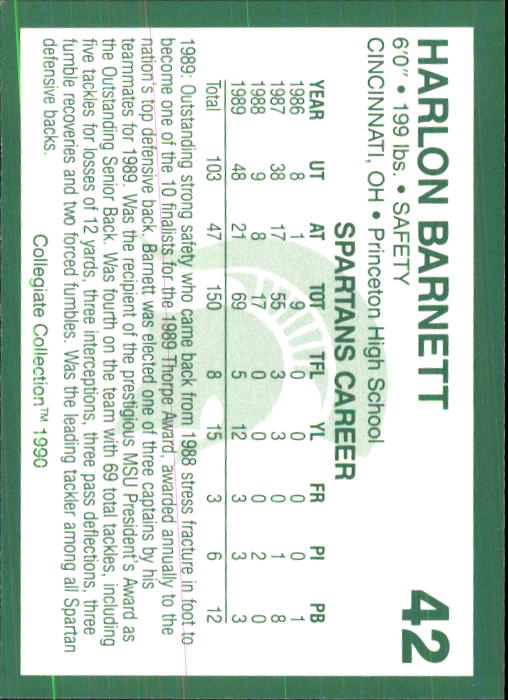 HARLON BARNETT 42
6'0" • 199 lbs. • SAFETY
CINCINNATI, OH • Princeton High School
SPARTANS CAREER
YEAR UT AT TOT TFL YL FR PI PB
1986 8 1 9 0 0 0 0 1
1987 38 17 55 3 3 0 1 8
1988 9 8 17 0 0 0 2 0
1989 48 21 69 5 12 3 3 3
Total 103 47 150 8 15 3 6 12
1989: Outstanding strong safety who came back from 1988 stress fracture in foot to
become one of the 10 finalists for the 1989 Thorpe Award, awarded annually to the
nation's top defensive back. Barnett was elected one of three captains by his
teammates for 1989. Was the recipient of the prestigious MSU President's Award as
the Outstanding Senior Back. Was fourth on the team with 69 total tackles, including
five tackles for losses of 12 yards, three interceptions, three pass deflections, three
fumble recoveries and two forced fumbles. Was the leading tackler among all Spartan
defensive backs.
Collegiate Collection™ 1990